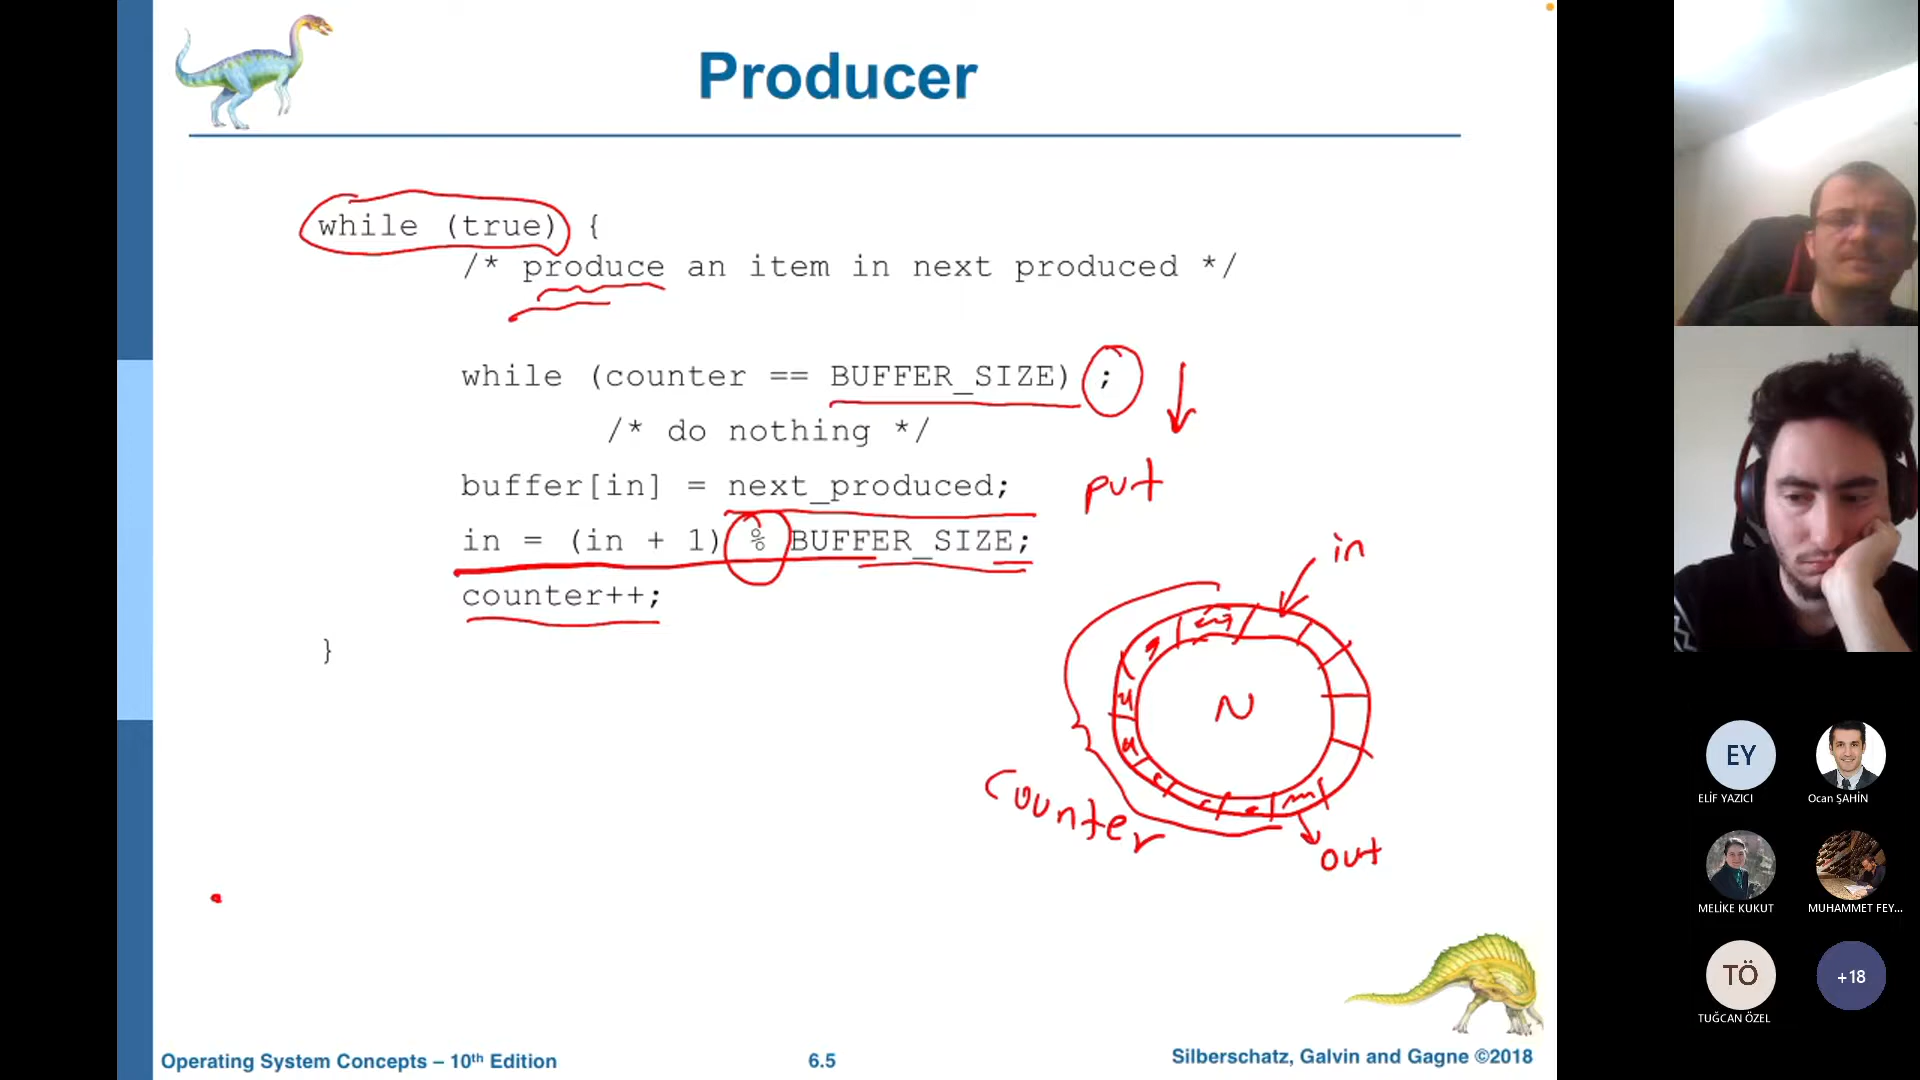 Producer
while (true) {
/* produce an item in next produced */
while (counter == BUFFER_SIZE) ;
/* do nothing */
buffer[in] = next_produced;
put
in = (in + 1) % BUFFER_SIZE;
in
counter++;
}
N
Counter
out
Operating System Concepts – 10th Edition
6.5
Silberschatz, Galvin and Gagne ©2018
EY
ELİF YAZICI
Ocan ŞAHİN
MELİKE KUKUT
MUHAMMET FEY...
TÖ
TUĞCAN ÖZEL
+18